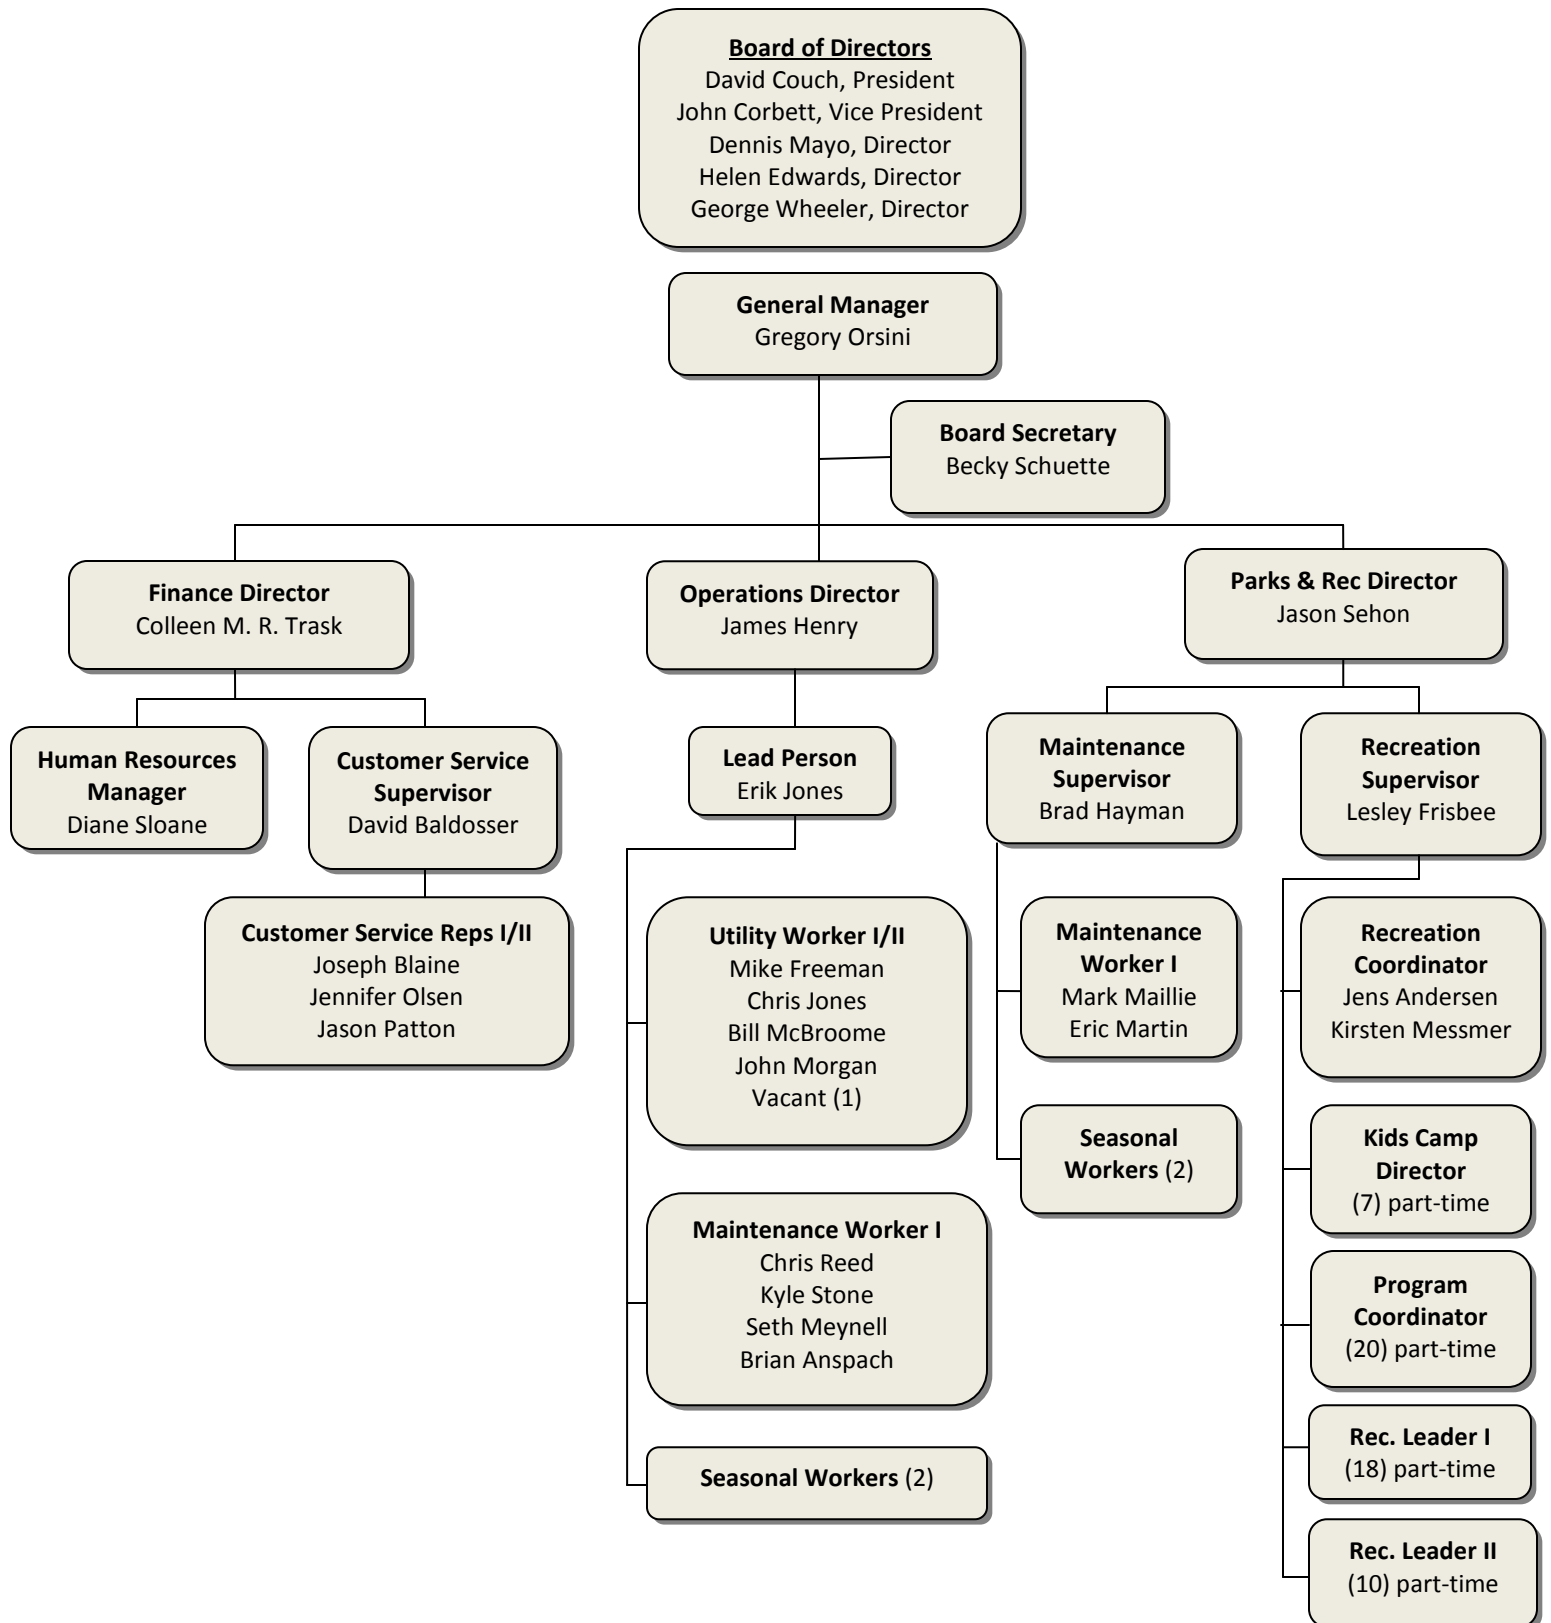 Board of Directors
David Couch, President
John Corbett, Vice President
Dennis Mayo, Director
Helen Edwards, Director
George Wheeler, Director
General Manager
Gregory Orsini
Board Secretary
Becky Schuette
Finance Director
Colleen M. R. Trask
Operations Director
James Henry
Parks & Rec Director
Jason Sehon
Human Resources
Manager
Diane Sloane
Customer Service
Supervisor
David Baldosser
Lead Person
Erik Jones
Maintenance
Supervisor
Brad Hayman
Recreation
Supervisor
Lesley Frisbee
Customer Service Reps I/II
Joseph Blaine
Jennifer Olsen
Jason Patton
Utility Worker I/II
Mike Freeman
Chris Jones
Bill McBroome
John Morgan
Vacant (1)
Maintenance
Worker I
Mark Maillie
Eric Martin
Recreation
Coordinator
Jens Andersen
Kirsten Messmer
Seasonal
Workers (2)
Kids Camp
Director
(7) part-time
Maintenance Worker I
Chris Reed
Kyle Stone
Seth Meynell
Brian Anspach
Program
Coordinator
(20) part-time
Rec. Leader I
(18) part-time
Seasonal Workers (2)
Rec. Leader II
(10) part-time